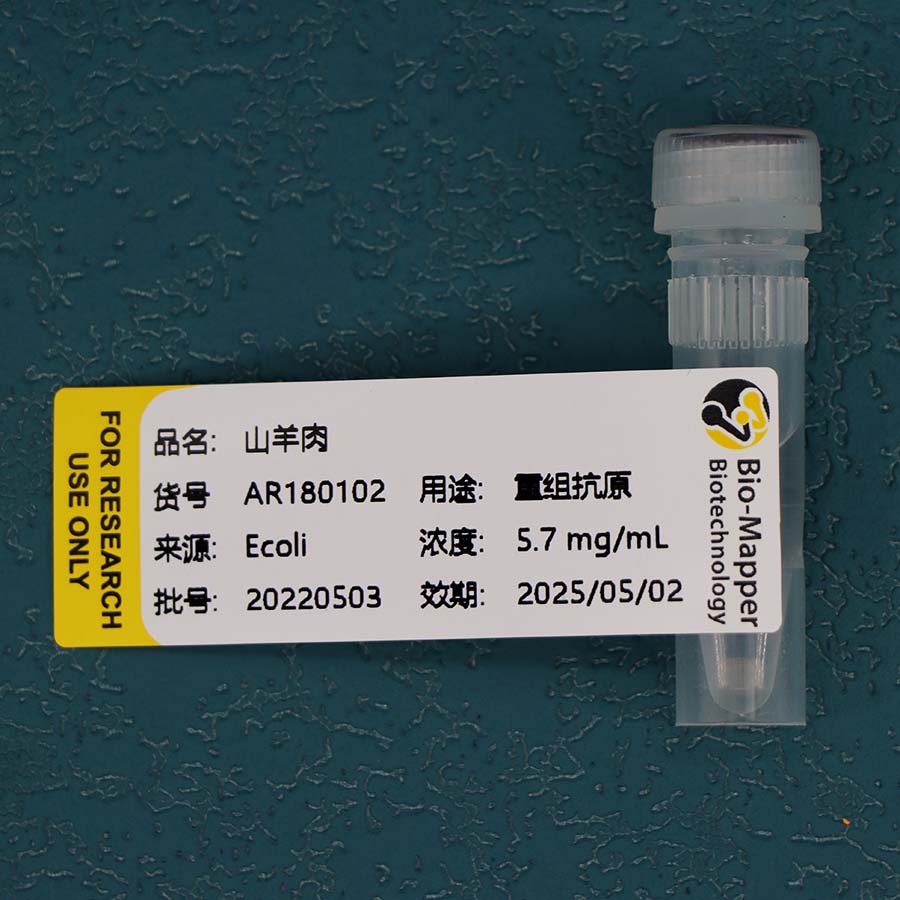 FOR RESEARCH
USE ONLY
品名: 山羊肉
货号 AR180102 用途: 重组抗原
来源: Ecoli 浓度: 5.7 mg/mL
批号: 20220503 效期: 2025/05/02
Bio-Mapper
Biotechnology